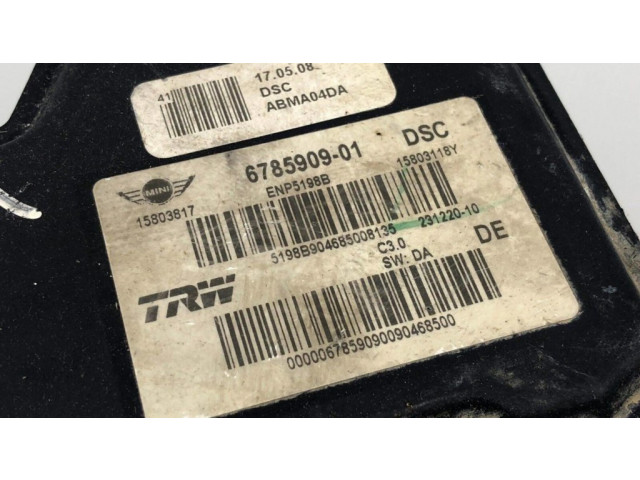 17.05.08
41
DSC
ABMA04DA
6785909-01 DSC
MINI
ENP5198B
15803118Y
15803817
5198B904685008135 231220-10
C3.0
DE
SW: DA
TRW
0000067859090090468500